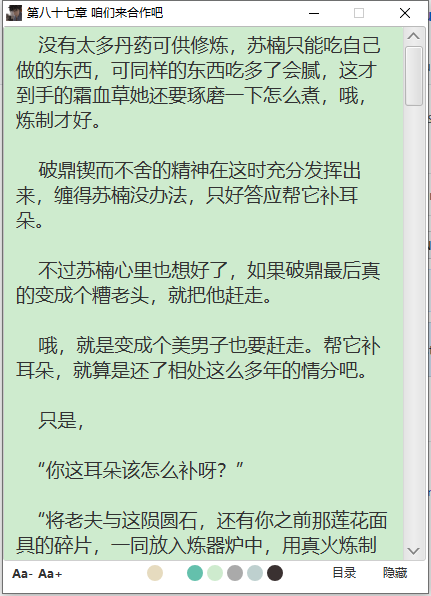 第八十七章 咱们来合作吧
没有太多丹药可供修炼，苏楠只能吃自己
做的东西，可同样的东西吃多了会腻，这才
到手的霜血草她还要琢磨一下怎么煮，哦，
炼制才好。
破鼎锲而不舍的精神在这时充分发挥出
来，缠得苏楠没办法，只好答应帮它补耳
朵。
不过苏楠心里也想好了，如果破鼎最后真
的变成个糟老头，就把他赶走。
哦，就是变成个美男子也要赶走。帮它补
耳朵，就算是还了相处这么多年的情分吧。
只是，
“你这耳朵该怎么补呀？”
“将老夫与这陨圆石，还有你之前那莲花面
具的碎片，一同放入炼器炉中，用真火炼制
Aa- Aa+ 目录 隐藏